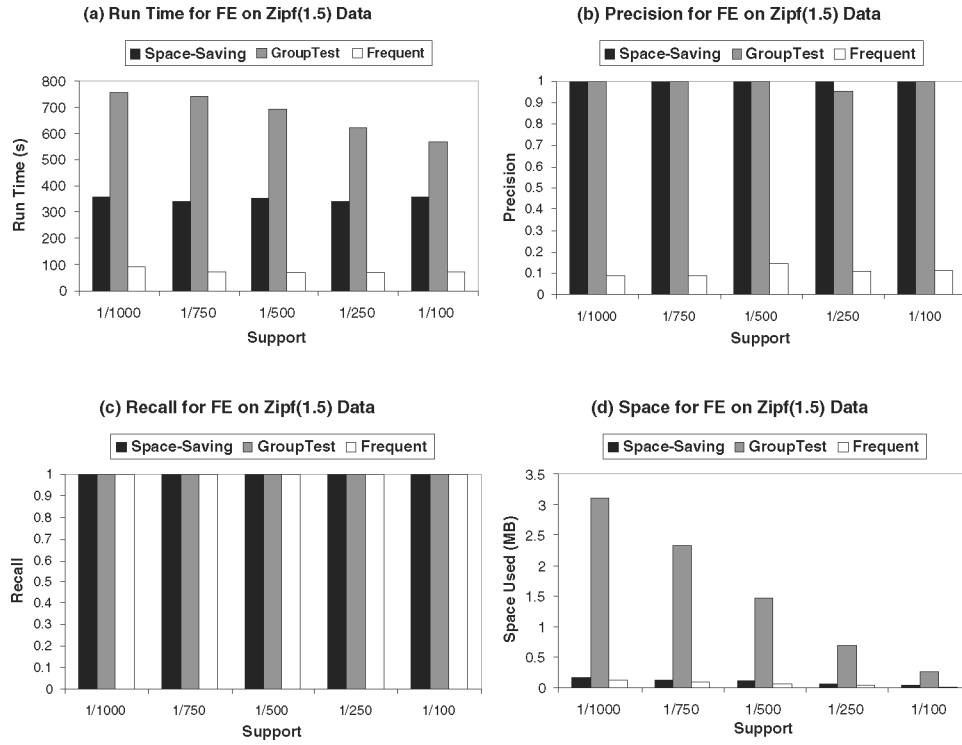 (a) Run Time for FE on Zipf(1.5) Data
Space-Saving GroupTest Frequent
800
700
600
500
400
300
200
100
0
Run Time (s)
1/1000 1/750 1/500 1/250 1/100
Support
(b) Precision for FE on Zipf(1.5) Data
Space-Saving GroupTest Frequent
1
0.9
0.8
0.7
0.6
0.5
0.4
0.3
0.2
0.1
0
Precision
1/1000 1/750 1/500 1/250 1/100
Support
(c) Recall for FE on Zipf(1.5) Data
Space-Saving GroupTest Frequent
1
0.9
0.8
0.7
0.6
0.5
0.4
0.3
0.2
0.1
0
Recall
1/1000 1/750 1/500 1/250 1/100
Support
(d) Space for FE on Zipf(1.5) Data
Space-Saving GroupTest Frequent
3.5
3
2.5
2
1.5
1
0.5
0
Space Used (MB)
1/1000 1/750 1/500 1/250 1/100
Support